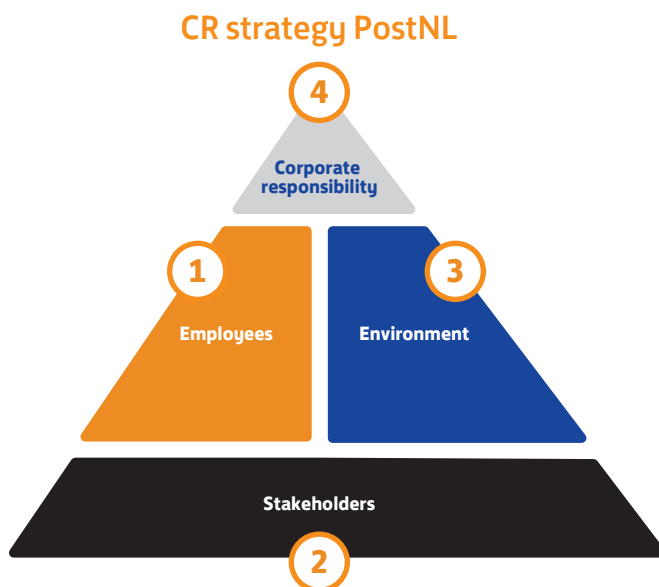 CR strategy PostNL
4
Corporate
responsibility
1
3
Employees
Environment
Stakeholders
2